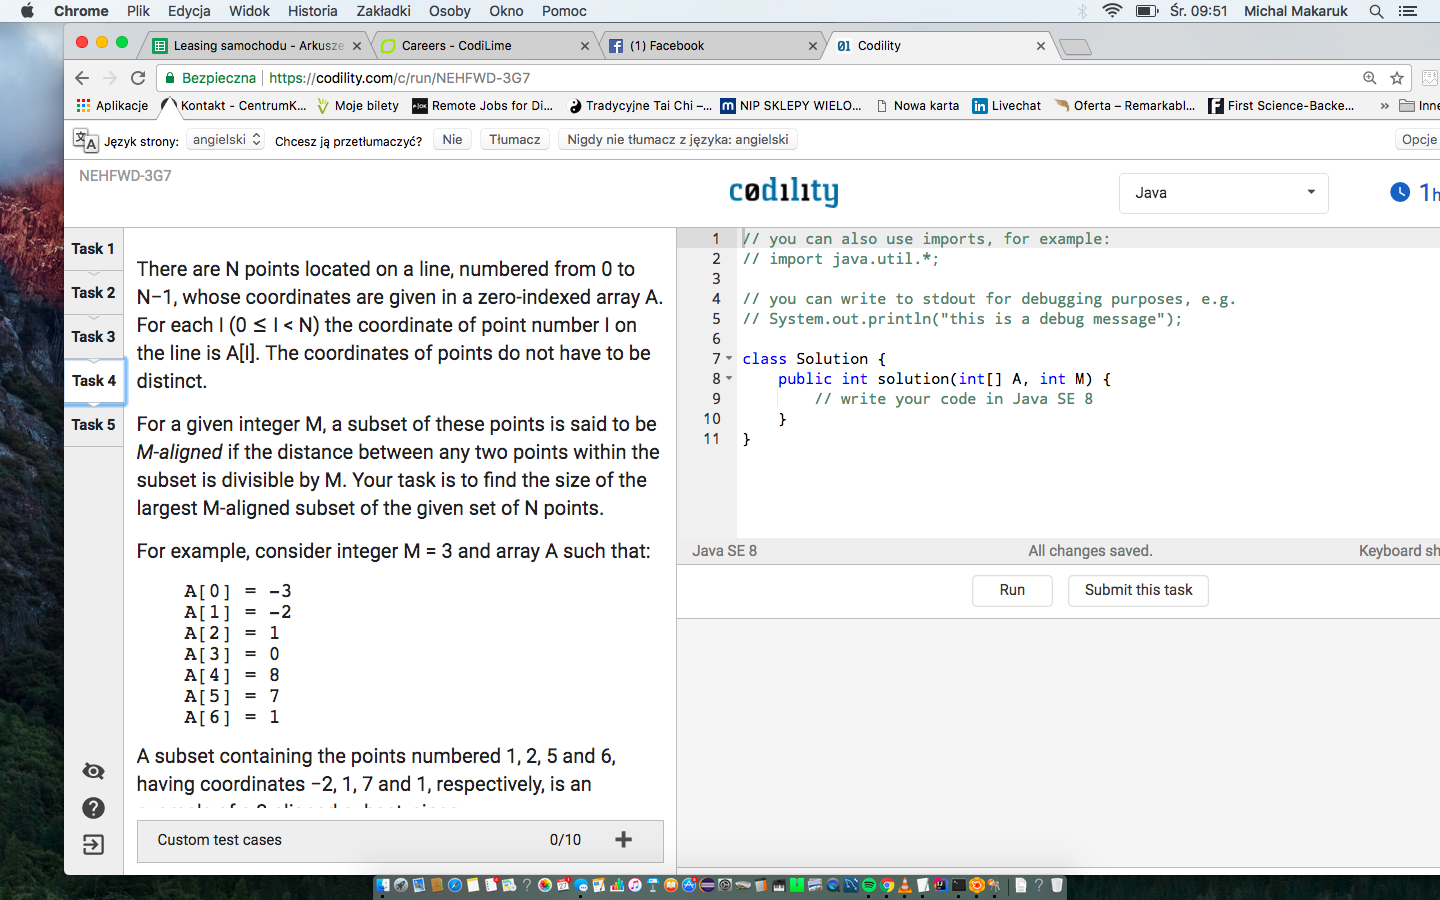 Chrome Plik Edycja Widok Historia Zakładki Osoby Okno Pomoc Śr. 09:51 Michal Makaruk
Leasing samochodu - Arkusze Careers - CodiLime (1) Facebook Codility
Bezpieczna https://codility.com/c/run/NEHFWD-3G7
Aplikacje Kontakt - CentrumK... Moje bilety Remote Jobs for Di... Tradycyjne Tai Chi –... NIP SKLEPY WIELO... Nowa karta Livechat Oferta – Remarkabl... First Science-Backe... » Inne
Język strony: angielski Chcesz ją przetłumaczyć? Nie Tłumacz Nigdy nie tłumacz z języka: angielski Opcje
NEHFWD-3G7
codility
Java
1h
Task 1
Task 2
Task 3
Task 4
Task 5
There are N points located on a line, numbered from 0 to
N−1, whose coordinates are given in a zero-indexed array A.
For each I (0 ≤ I < N) the coordinate of point number I on
the line is A[I]. The coordinates of points do not have to be
distinct.
For a given integer M, a subset of these points is said to be
M-aligned if the distance between any two points within the
subset is divisible by M. Your task is to find the size of the
largest M-aligned subset of the given set of N points.
For example, consider integer M = 3 and array A such that:
A[0] = -3
A[1] = -2
A[2] = 1
A[3] = 0
A[4] = 8
A[5] = 7
A[6] = 1
A subset containing the points numbered 1, 2, 5 and 6,
having coordinates −2, 1, 7 and 1, respectively, is an
Custom test cases 0/10 +
1 // you can also use imports, for example:
2 // import java.util.*;
3
4 // you can write to stdout for debugging purposes, e.g.
5 // System.out.println("this is a debug message");
6
7 class Solution {
8 public int solution(int[] A, int M) {
9 // write your code in Java SE 8
10 }
11 }
Java SE 8 All changes saved. Keyboard sh
Run Submit this task